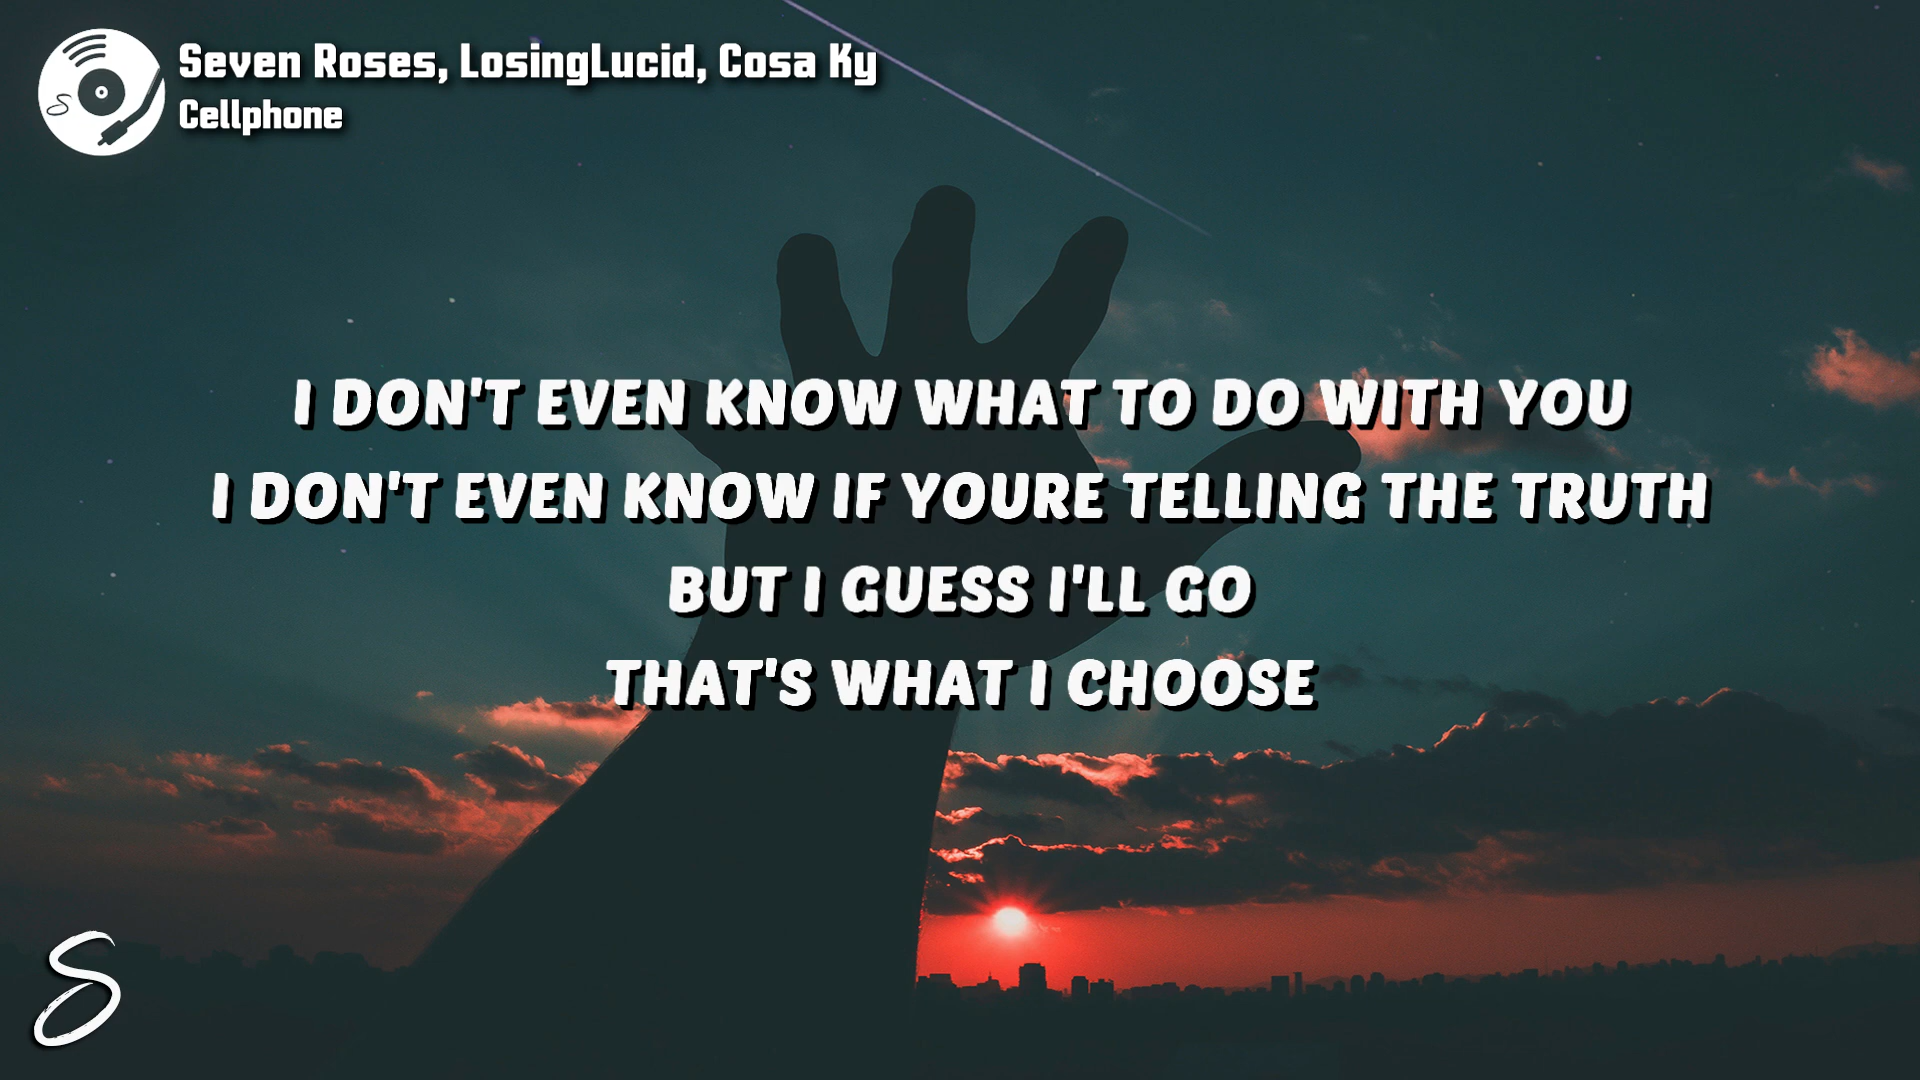 Seven Roses, LosingLucid, Cosa Ky
Cellphone
S
I DON'T EVEN KNOW WHAT TO DO WITH YOU
I DON'T EVEN KNOW IF YOURE TELLING THE TRUTH
BUT I GUESS I'LL GO
THAT'S WHAT I CHOOSE
S